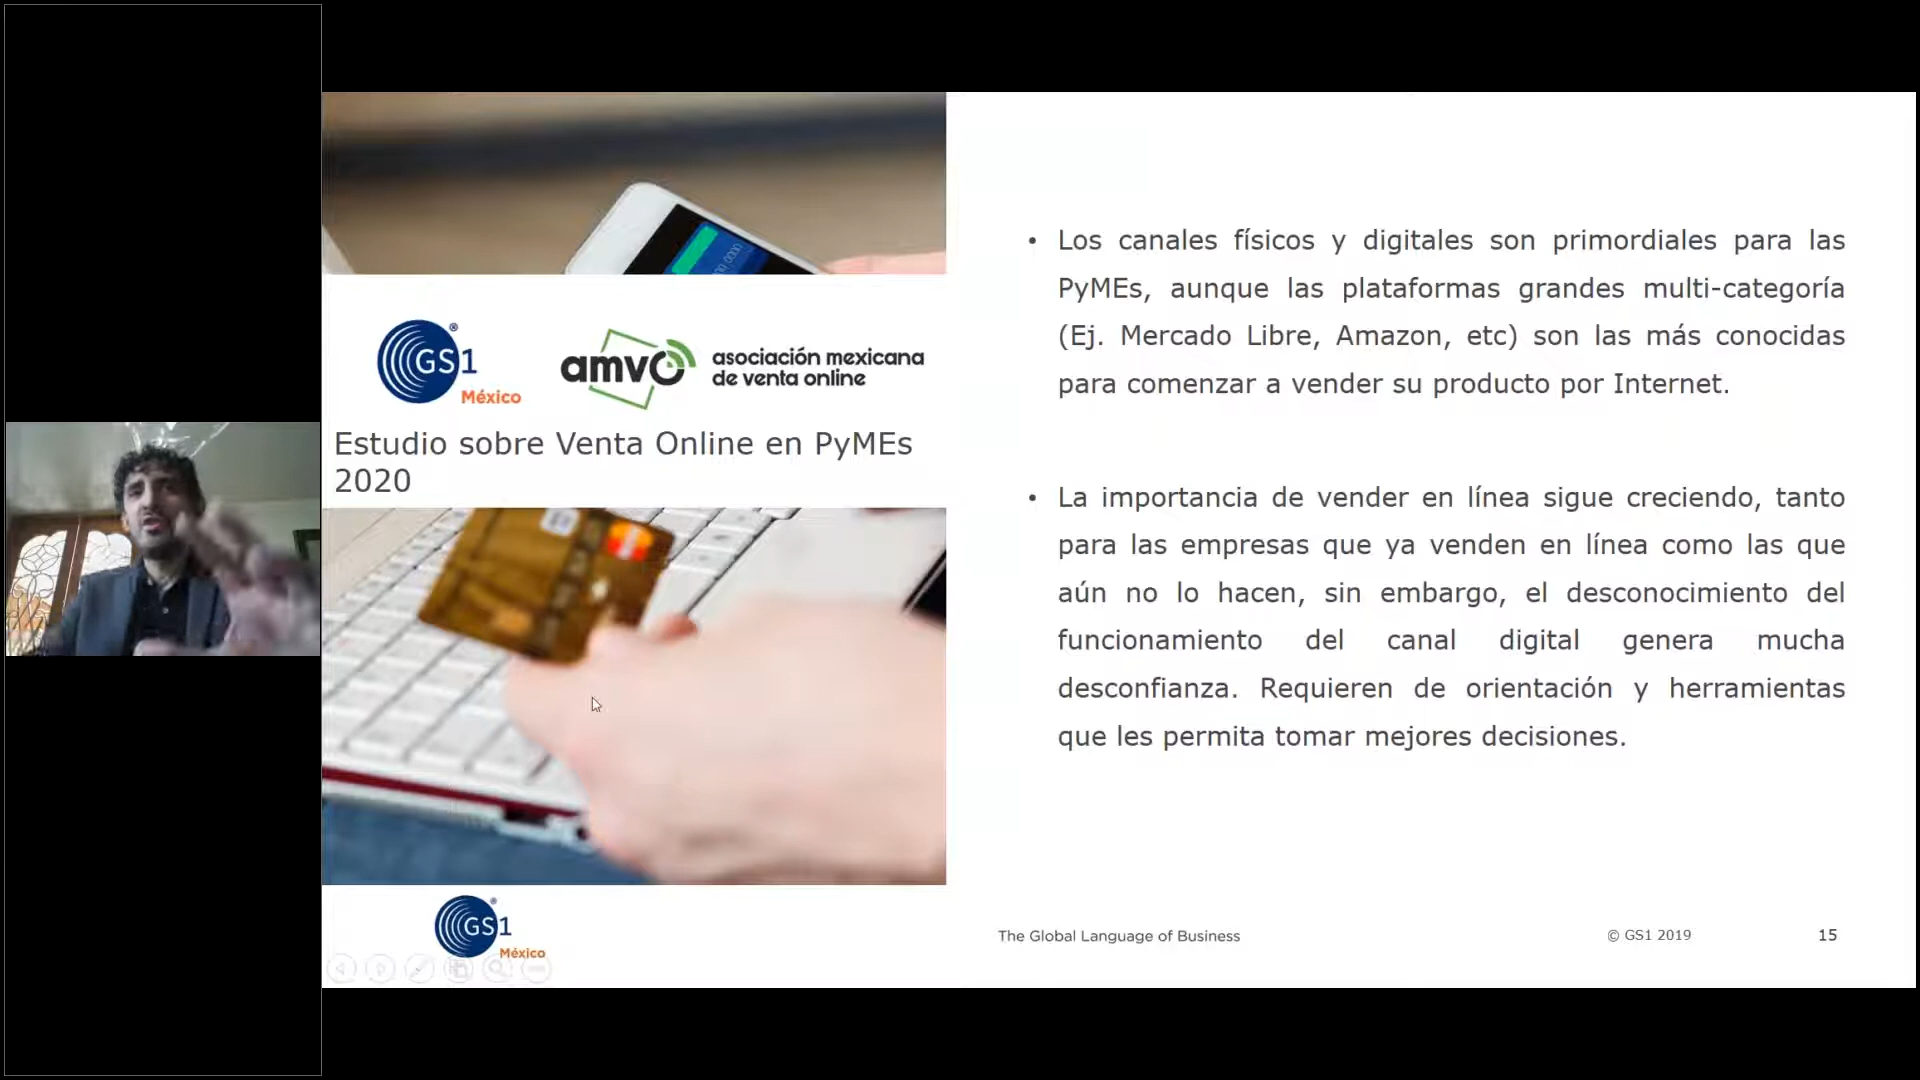 GS1
México
amvo
asociación mexicana
de venta online
Estudio sobre Venta Online en PyMEs
2020
• Los canales físicos y digitales son primordiales para las
PyMEs, aunque las plataformas grandes multi-categoría
(Ej. Mercado Libre, Amazon, etc) son las más conocidas
para comenzar a vender su producto por Internet.
• La importancia de vender en línea sigue creciendo, tanto
para las empresas que ya venden en línea como las que
aún no lo hacen, sin embargo, el desconocimiento del
funcionamiento del canal digital genera mucha
desconfianza. Requieren de orientación y herramientas
que les permita tomar mejores decisiones.
GS1
México
The Global Language of Business
© GS1 2019
15